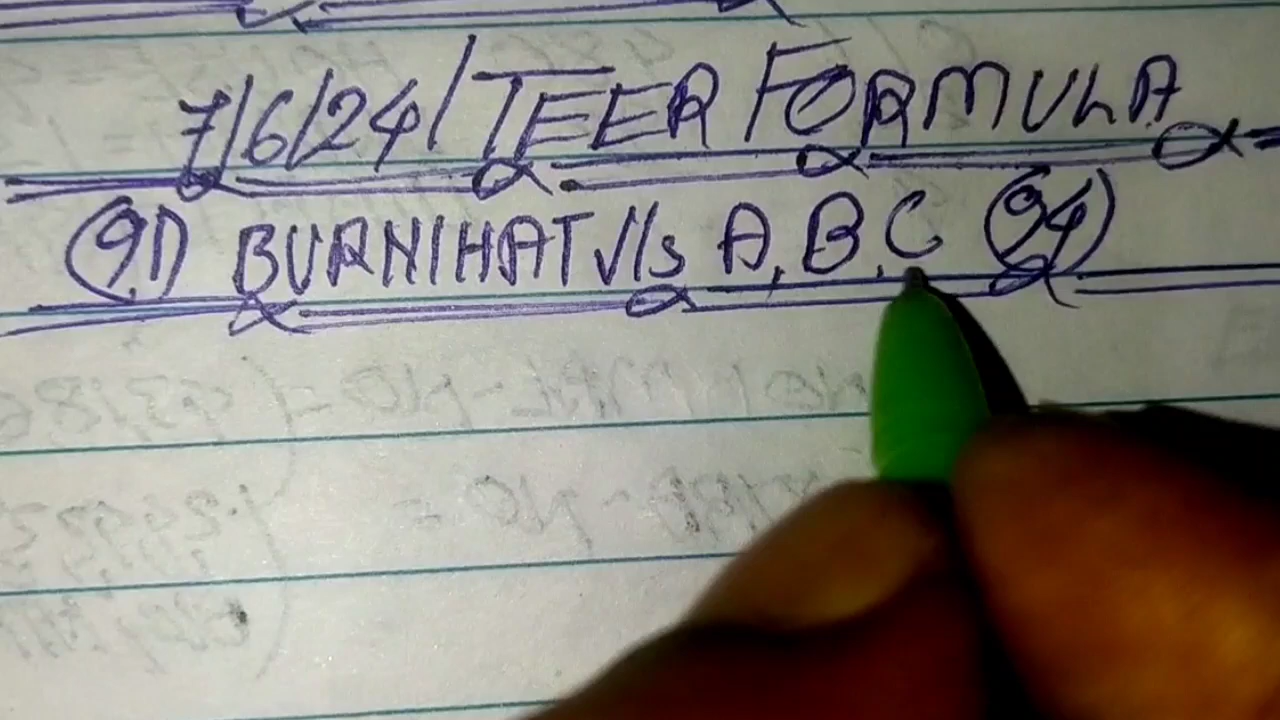 7/6/24/TEER FORMULA
(91) BURNIHAT V/s A,B,C (94)